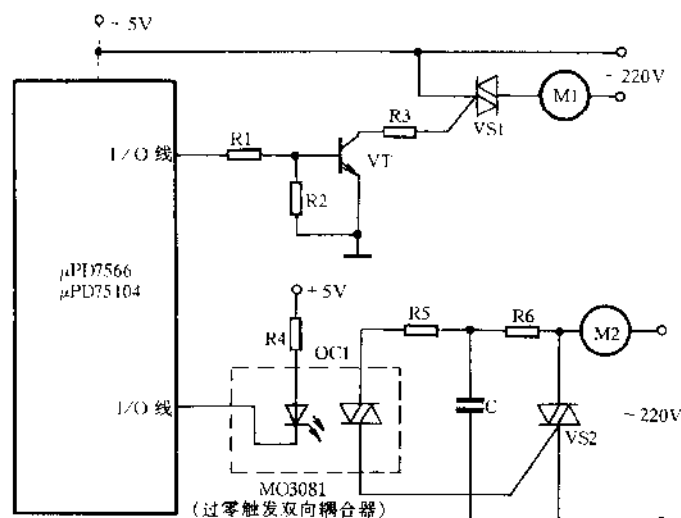 ~ 5V
~ 220V
M1
VS1
R3
I/O 线
R1
VT
R2
μPD7566
μPD75104
+5V
R4
OC1
R5
R6
M2
I/O 线
C
~220V
VS2
MO3081
(过零触发双向耦合器)